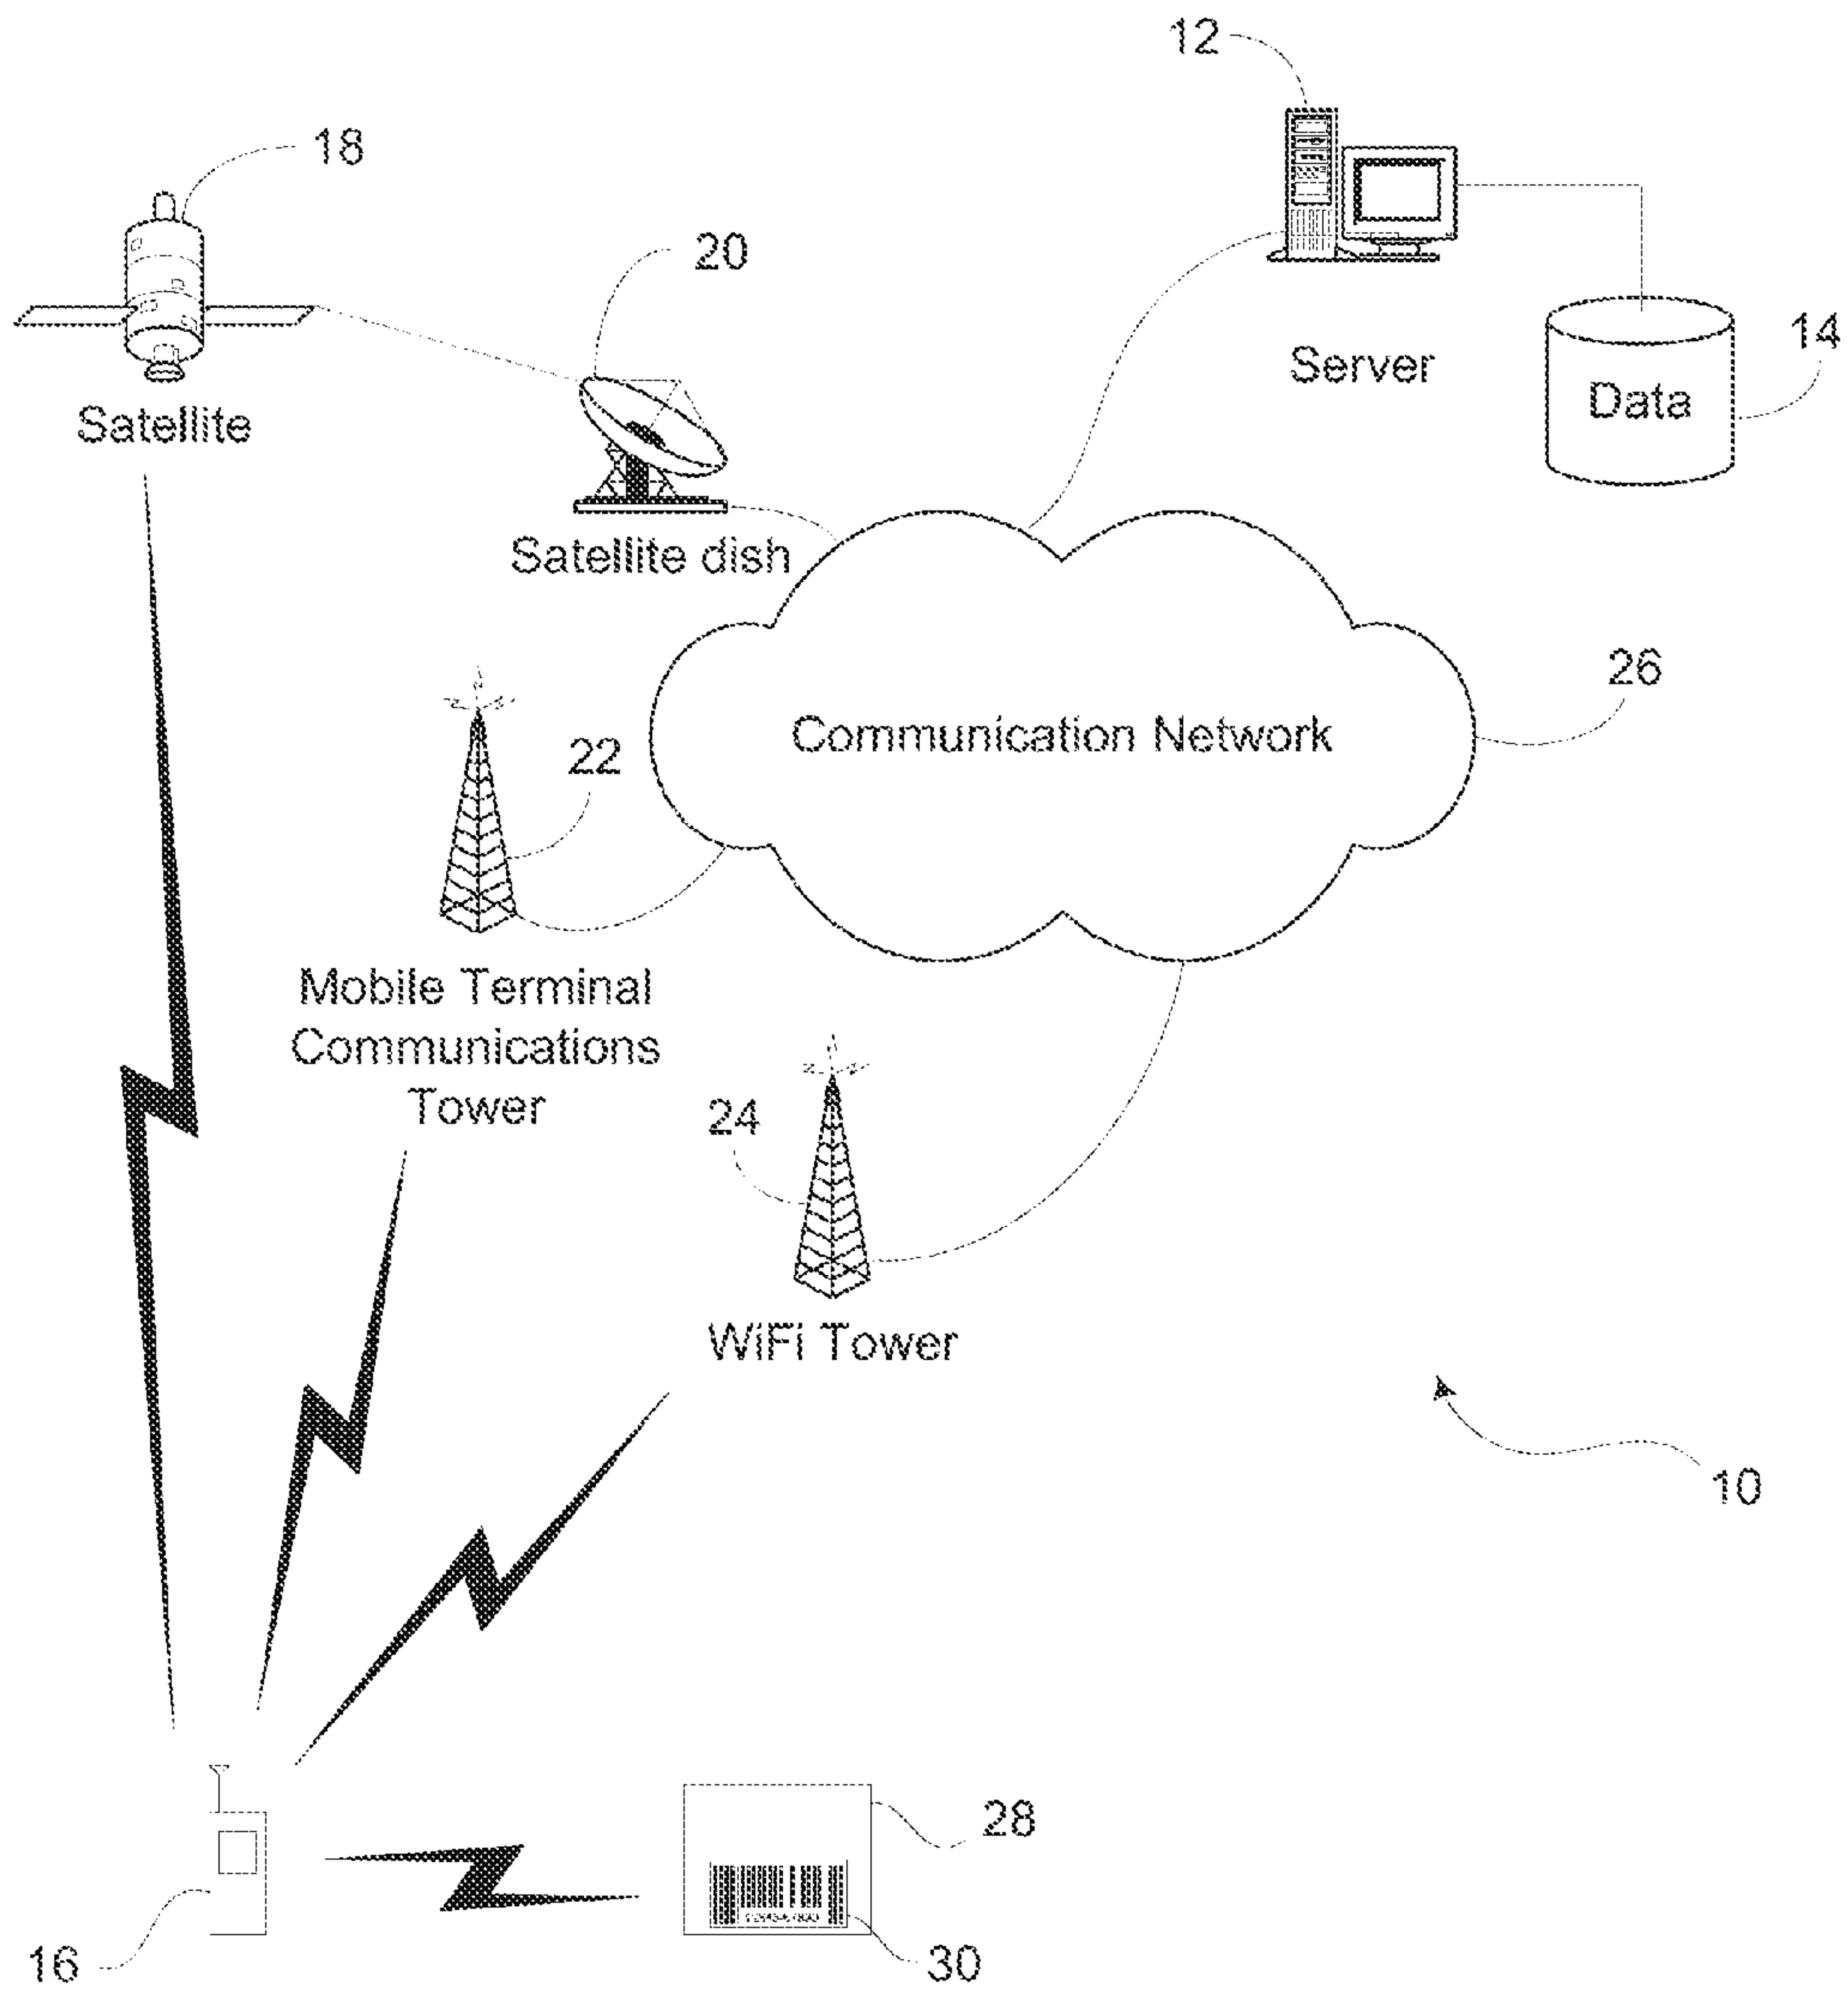 12
18
20
Server
14
Data
Satellite
Satellite dish
26
Communication Network
22
Mobile Terminal
Communications
Tower
24
WiFi Tower
10
28
16
30